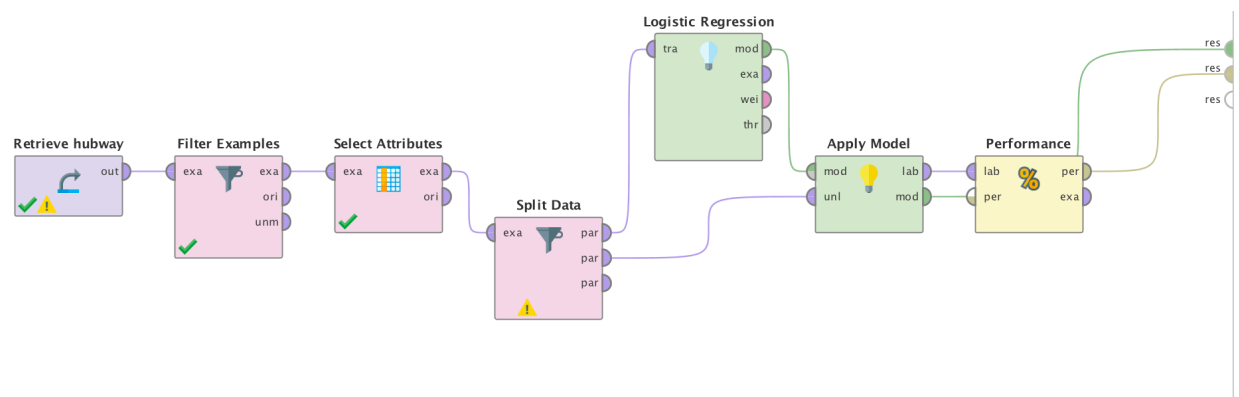 Retrieve hubway
out
Filter Examples
exa exa
ori
unm
Select Attributes
exa exa
ori
Split Data
exa par
par
par
Logistic Regression
tra mod
exa
wei
thr
Apply Model
mod lab
unl mod
Performance
%
lab per
per exa
res
res
res